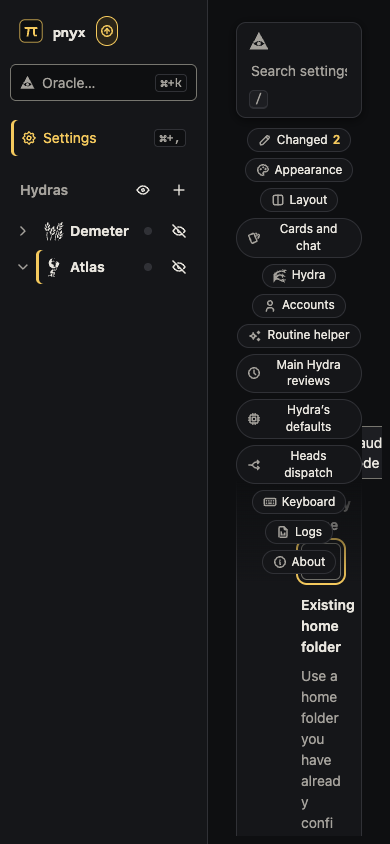 π pnyx
Oracle... ⌘+k
Settings ⌘+,
Hydras
Demeter
Atlas
Search settings
/
Changed 2
Appearance
Layout
Cards and
chat
Hydra
Accounts
Routine helper
Main Hydra
reviews
Hydra's
defaults
Heads
dispatch
Keyboard
Logs
About
Existing
home
folder
Use a
home
folder
you
have
alread
y
confi